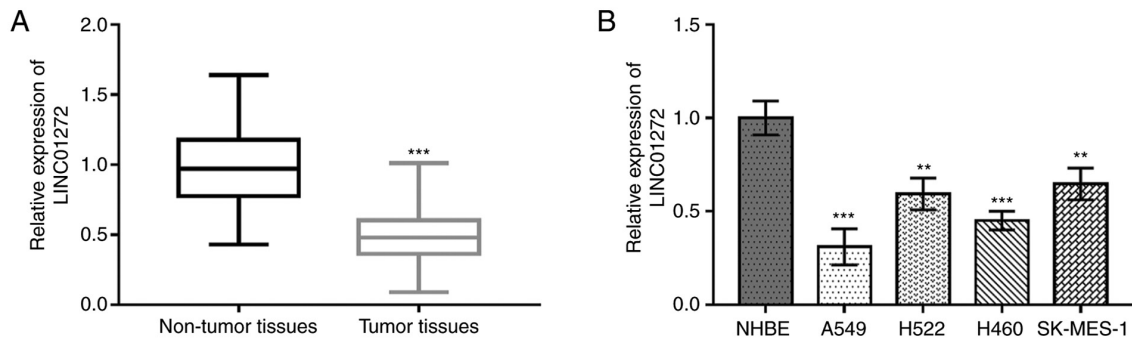 A
Relative expression of
LINC01272
2.0
1.5
1.0
0.5
0.0
***
Non-tumor tissues
Tumor tissues
B
Relative expression of
LINC01272
1.5
1.0
0.5
0.0
***
**
***
**
NHBE
A549
H522
H460
SK-MES-1